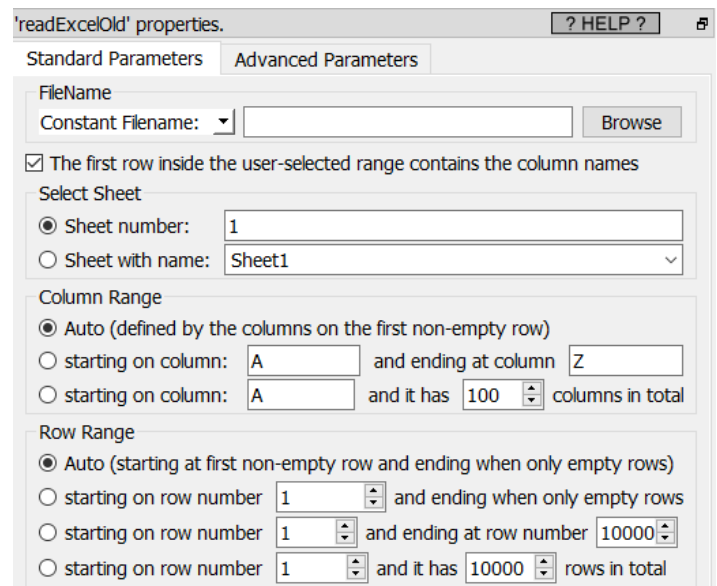 'readExcelOld' properties. ? HELP ?
Standard Parameters Advanced Parameters
FileName
Constant Filename: Browse
The first row inside the user-selected range contains the column names
Select Sheet
Sheet number: 1
Sheet with name: Sheet1
Column Range
Auto (defined by the columns on the first non-empty row)
starting on column: A and ending at column Z
starting on column: A and it has 100 columns in total
Row Range
Auto (starting at first non-empty row and ending when only empty rows)
starting on row number 1 and ending when only empty rows
starting on row number 1 and ending at row number 10000
starting on row number 1 and it has 10000 rows in total